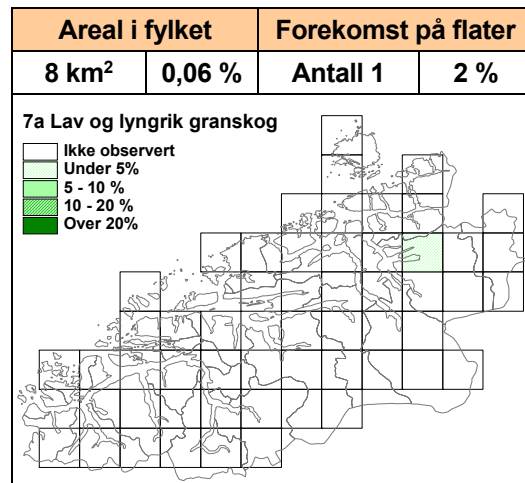 Areal i fylket Forekomst på flater
8 km² 0,06 % Antall 1 2 %
7a Lav og lyngrik granskog
Ikke observert
Under 5%
5 - 10 %
10 - 20 %
Over 20%